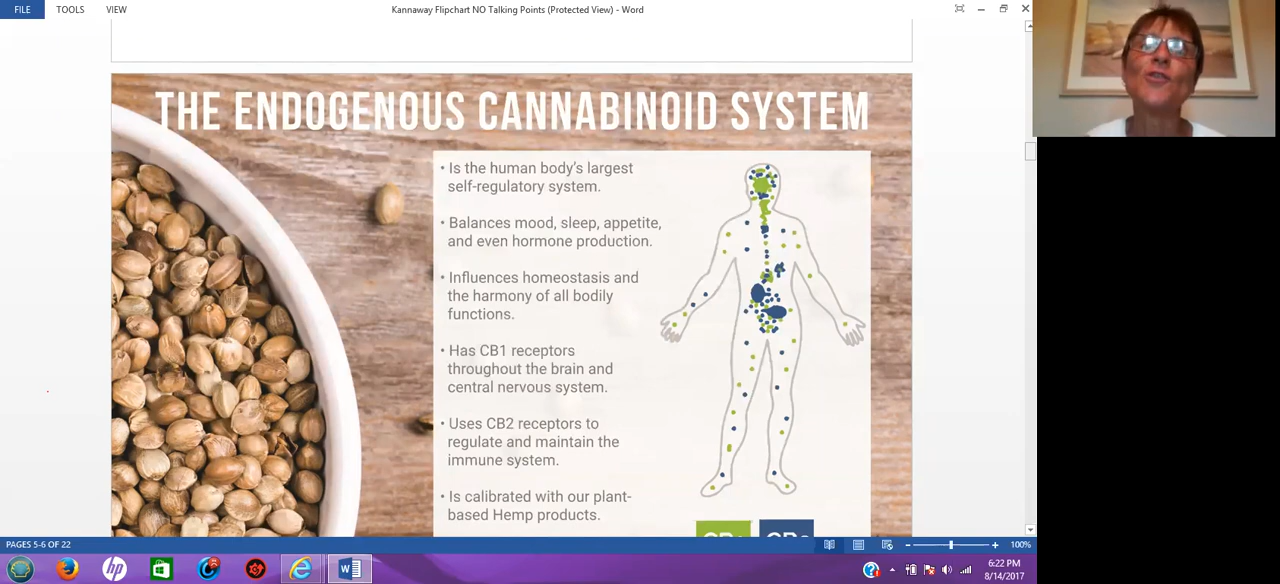 FILE TOOLS VIEW
Kannaway Flipchart NO Talking Points (Protected View) - Word
THE ENDOGENOUS CANNABINOID SYSTEM
• Is the human body's largest
self-regulatory system.
• Balances mood, sleep, appetite,
and even hormone production.
• Influences homeostasis and
the harmony of all bodily
functions.
• Has CB1 receptors
throughout the brain and
central nervous system.
• Uses CB2 receptors to
regulate and maintain the
immune system.
• Is calibrated with our plant-
based Hemp products.
PAGES 5-6 OF 22
100%
6:22 PM
8/14/2017